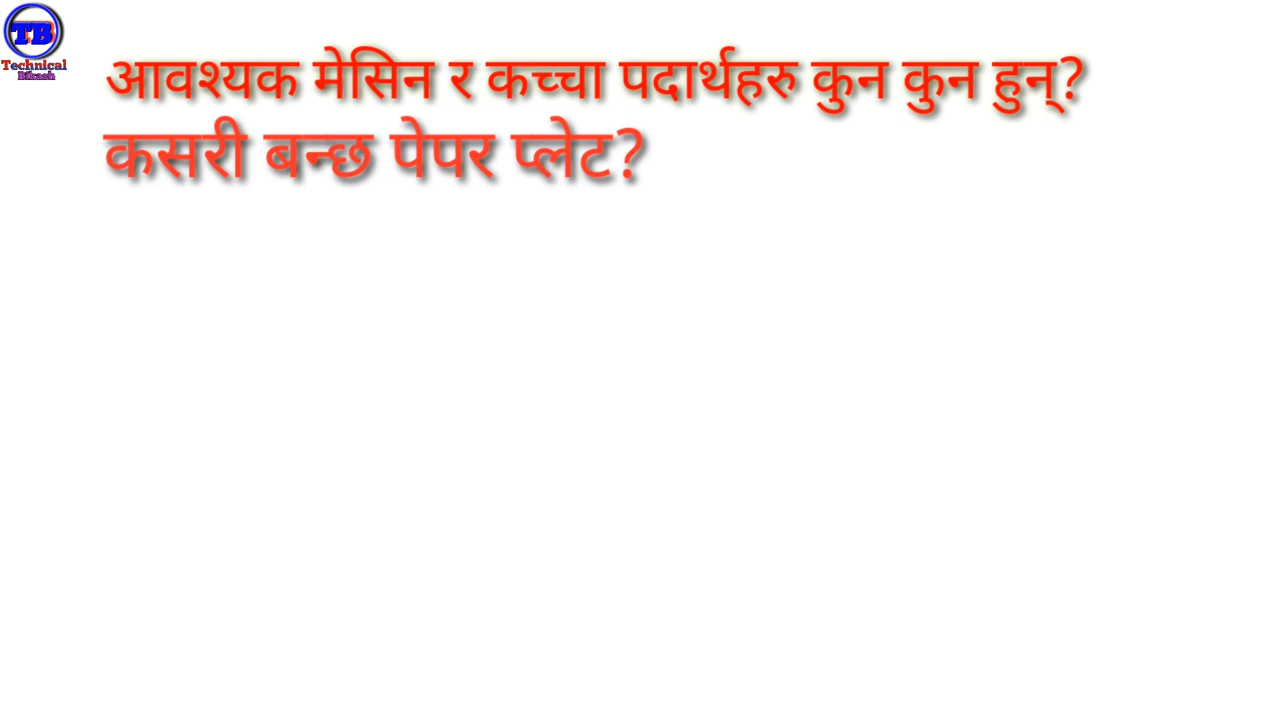 TB
Technical
Bikash
आवश्यक मेसिन र कच्चा पदार्थहरु कुन कुन हुन्?
कसरी बन्छ पेपर प्लेट?